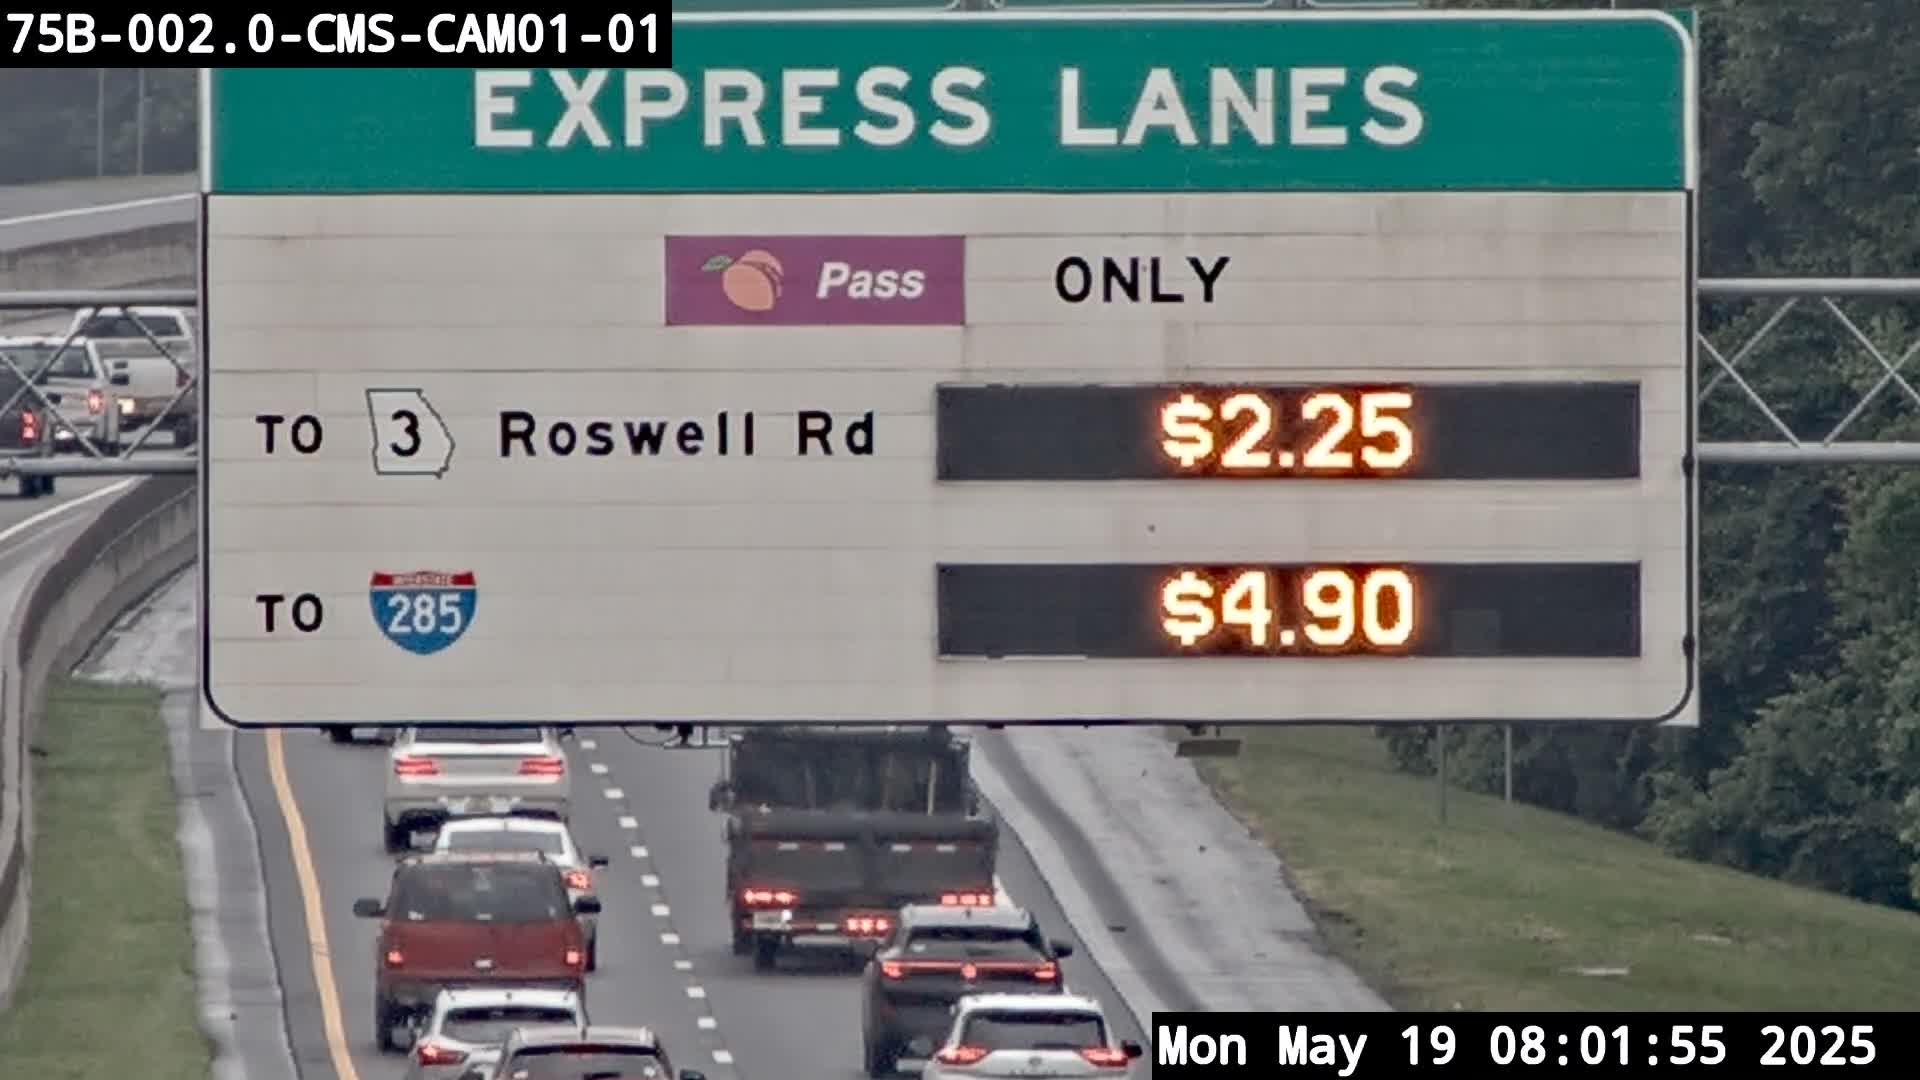 75B-002.0-CMS-CAM01-01
EXPRESS LANES
Pass ONLY
TO 3 Roswell Rd $2.25
INTERSTATE
TO 285 $4.90
Mon May 19 08:01:55 2025